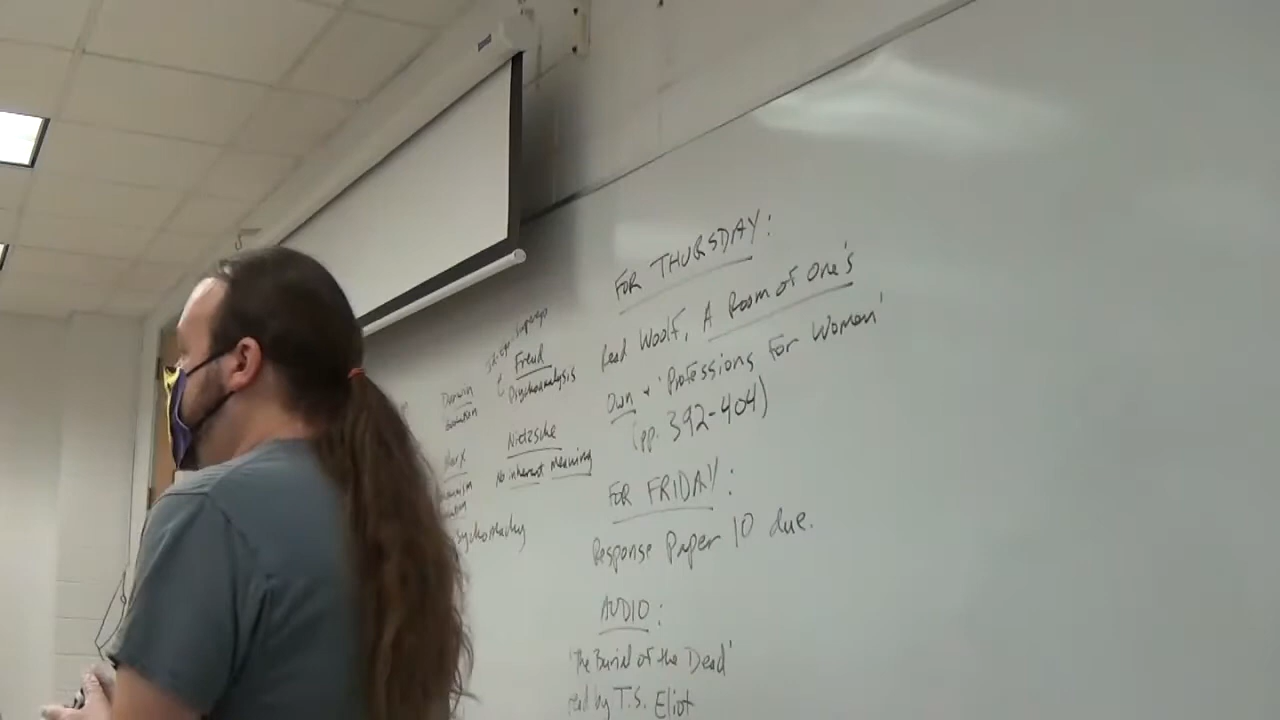 FOR THURSDAY:
Read Woolf, A Room of One's
Own + 'Professions For Women'
(pp. 392-404)
FOR FRIDAY:
Response Paper 10 due.
AUDIO:
'The Burial of the Dead'
read by T.S. Eliot
Freud
Psychoanalysis
Nietzsche
No inherent meaning
Darwin
Marx
Psychomachy